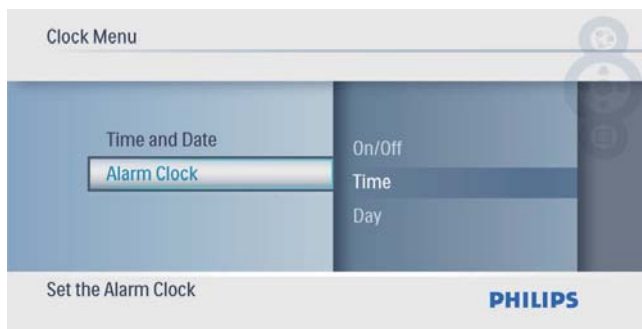 Clock Menu
Time and Date
Alarm Clock
On/Off
Time
Day
Set the Alarm Clock
PHILIPS